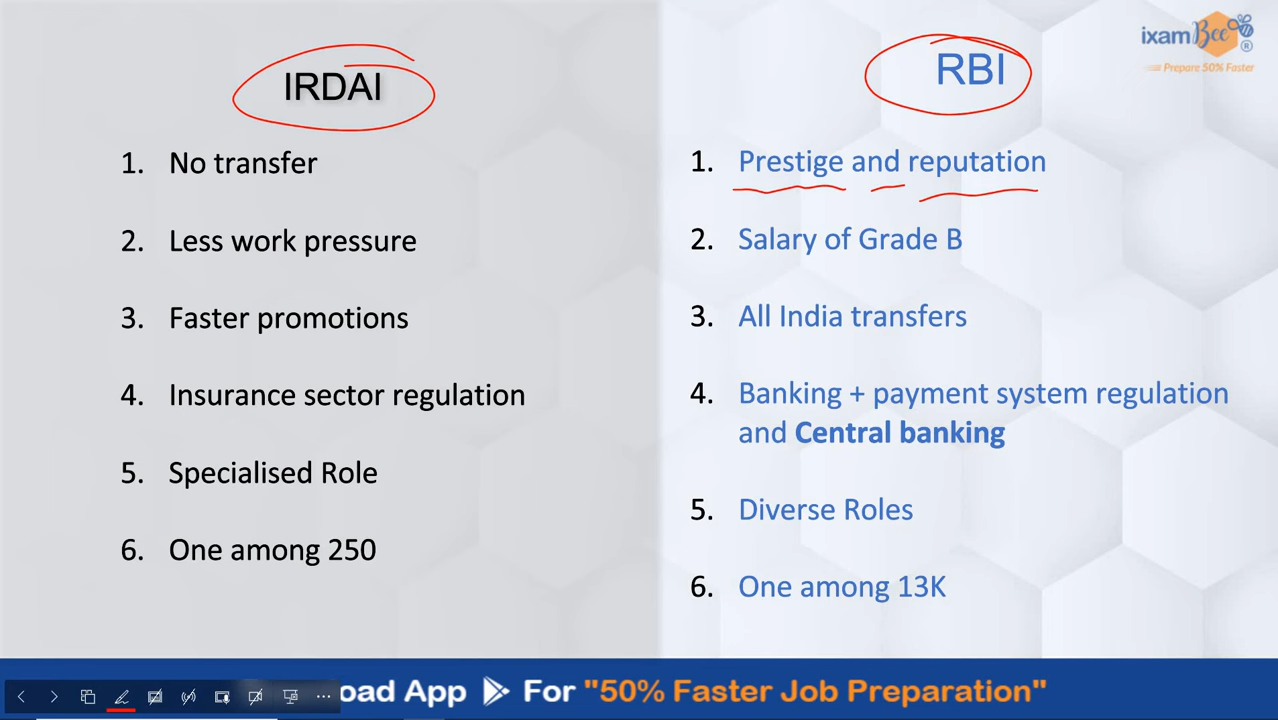 IRDAI
1. No transfer
2. Less work pressure
3. Faster promotions
4. Insurance sector regulation
5. Specialised Role
6. One among 250
RBI
1. Prestige and reputation
2. Salary of Grade B
3. All India transfers
4. Banking + payment system regulation
and Central banking
5. Diverse Roles
6. One among 13K
ixamBee®
Prepare 50% Faster
App For "50% Faster Job Preparation"